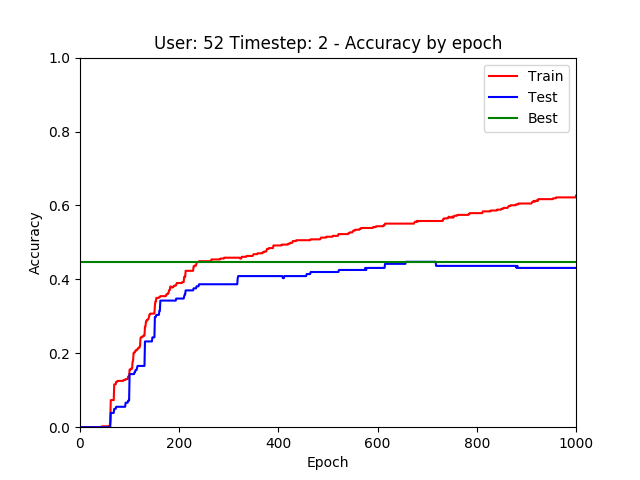 User: 52 Timestep: 2 - Accuracy by epoch
1.0
0.8
0.6
0.4
0.2
0.0
Accuracy
Train
Test
Best
0 200 400 600 800 1000
Epoch